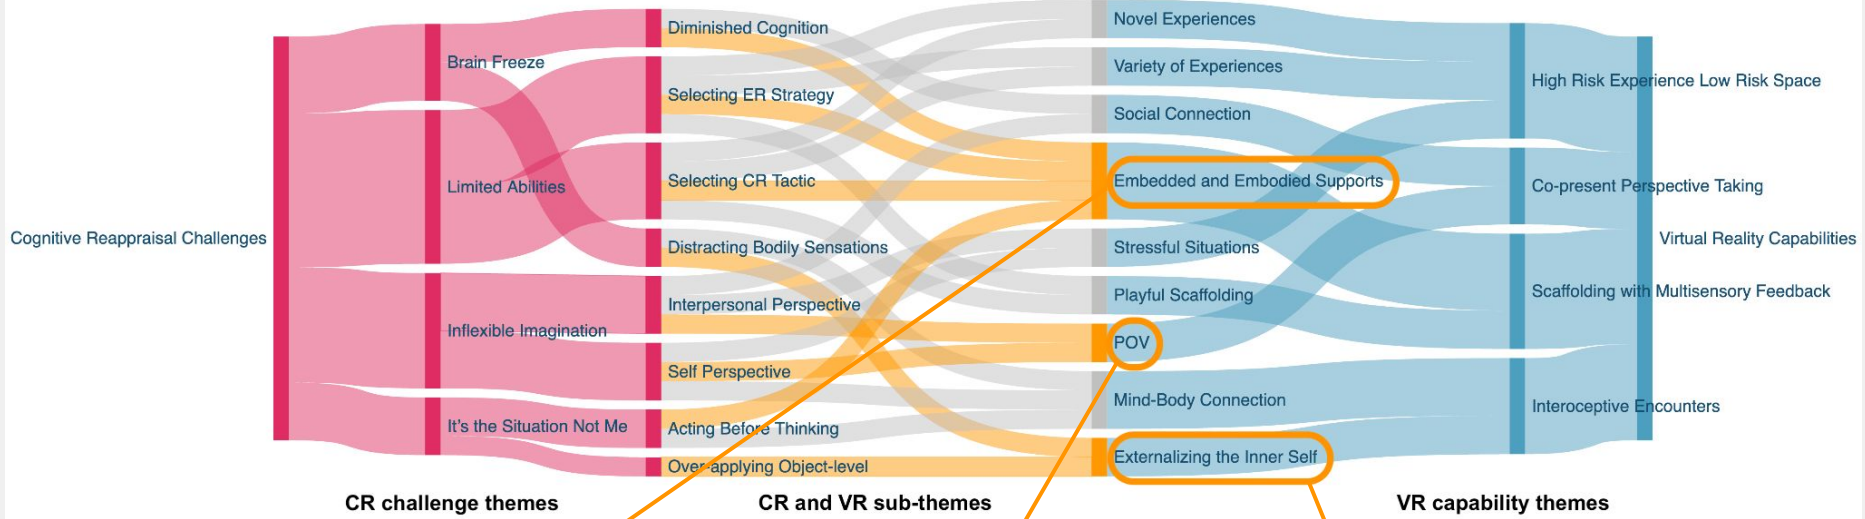 Cognitive Reappraisal Challenges
Brain Freeze
Limited Abilities
Inflexible Imagination
It's the Situation Not Me
Diminished Cognition
Selecting ER Strategy
Selecting CR Tactic
Distracting Bodily Sensations
Interpersonal Perspective
Self Perspective
Acting Before Thinking
Over-applying Object-level
Novel Experiences
Variety of Experiences
Social Connection
Embedded and Embodied Supports
Stressful Situations
Playful Scaffolding
POV
Mind-Body Connection
Externalizing the Inner Self
High Risk Experience Low Risk Space
Co-present Perspective Taking
Scaffolding with Multisensory Feedback
Interoceptive Encounters
Virtual Reality Capabilities
CR challenge themes
CR and VR sub-themes
VR capability themes